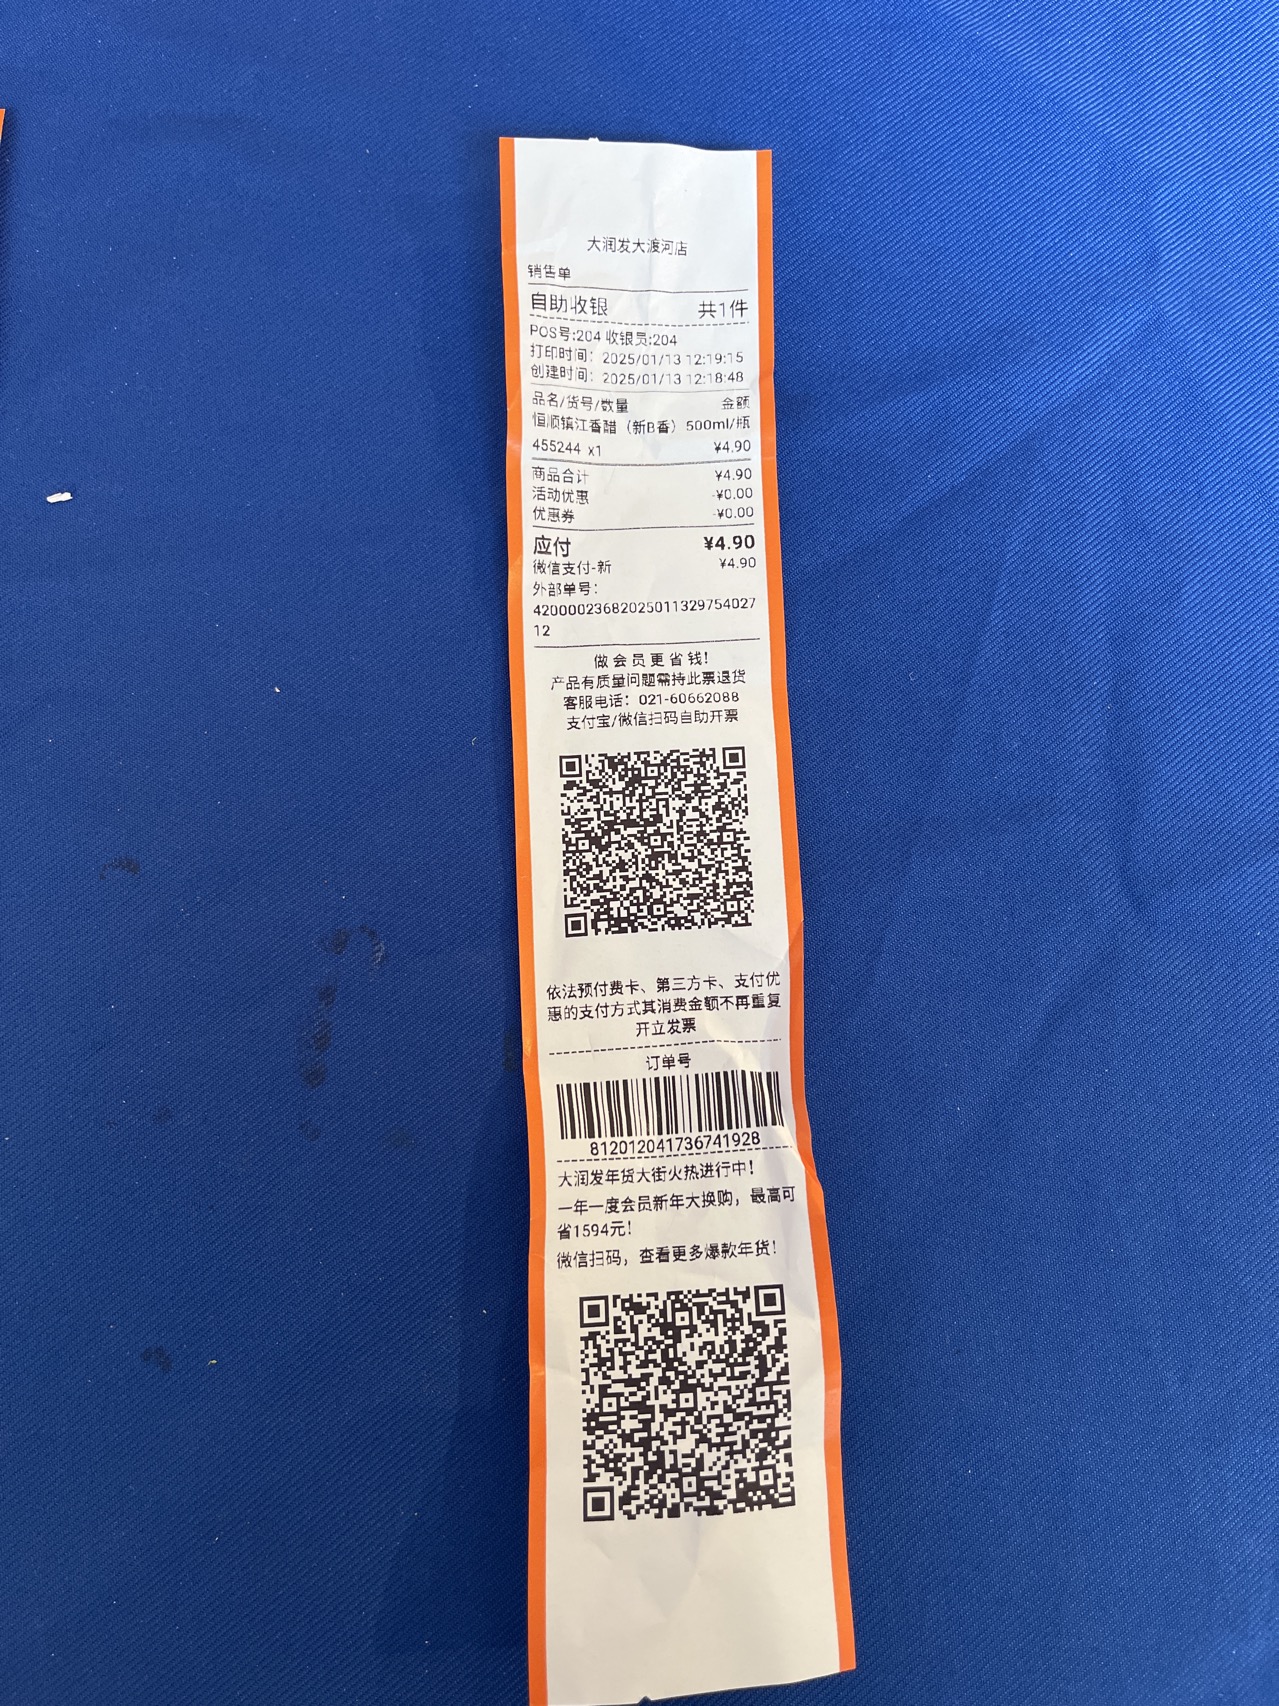 大润发大渡河店
销售单
自助收银 共1件
POS号:204 收银员:204
打印时间: 2025/01/13 12:19:15
创建时间: 2025/01/13 12:18:48
品名/货号/数量 金额
恒顺镇江香醋（新B香）500ml/瓶
455244 x1 ¥4.90
商品合计 ¥4.90
活动优惠 -¥0.00
优惠券 -¥0.00
应付 ¥4.90
微信支付-新 ¥4.90
外部单号:
42000023682025011329754027
12
做会员更省钱!
产品有质量问题需持此票退货
客服电话: 021-60662088
支付宝/微信扫码自助开票
依法预付费卡、第三方卡、支付优
惠的支付方式其消费金额不再重复
开立发票
订单号
812012041736741928
大润发年货大街火热进行中!
一年一度会员新年大换购，最高可
省1594元!
微信扫码，查看更多爆款年货!